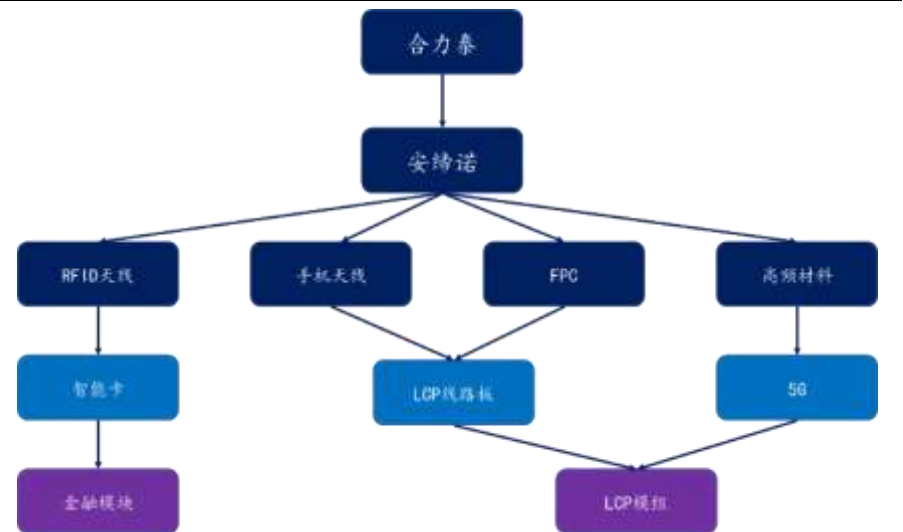 合力泰
安缔诺
RFID天线
手机天线
FPC
高频材料
智能卡
LCP线路板
5G
金融模块
LCP模组